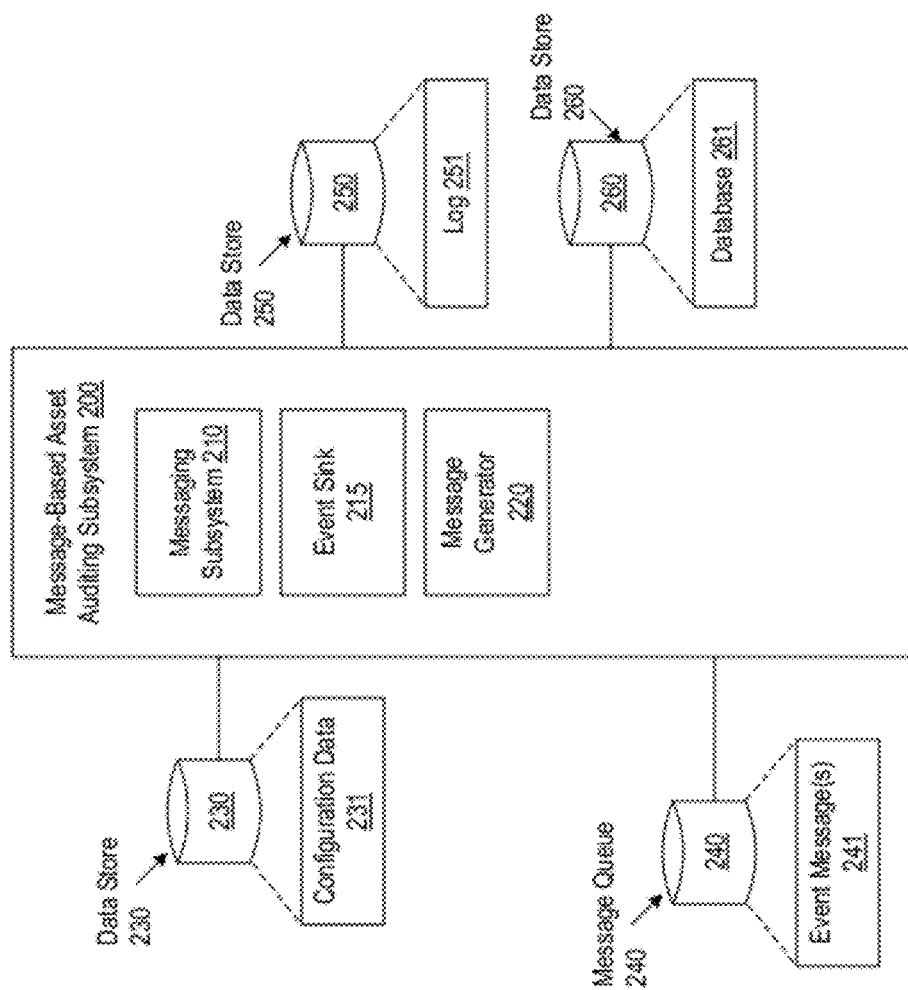 Message-Based Asset
Auditing Subsystem 200
Messaging
Subsystem 210
Event Sink
215
Message
Generator
220
Data Store
230
230
Configuration Data
231
Message Queue
240
240
Event Message(s)
241
Data Store
250
250
Log 251
Data Store
260
260
Database 261